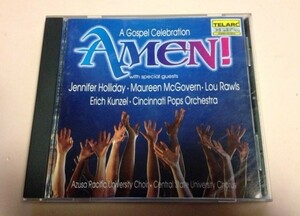 TELARC
A Gospel Celebration
AMEN!
with special guests
Jennifer Holliday • Maureen McGovern • Lou Rawls
Erich Kunzel • Cincinnati Pops Orchestra
Azusa Pacific University Choir • Central State University Chorus